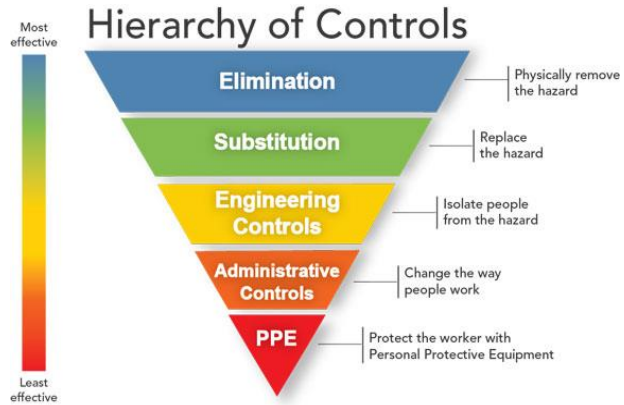 Hierarchy of Controls
Most
effective
Elimination
Physically remove
the hazard
Substitution
Replace
the hazard
Engineering
Controls
Isolate people
from the hazard
Administrative
Controls
Change the way
people work
PPE
Protect the worker with
Personal Protective Equipment
Least
effective